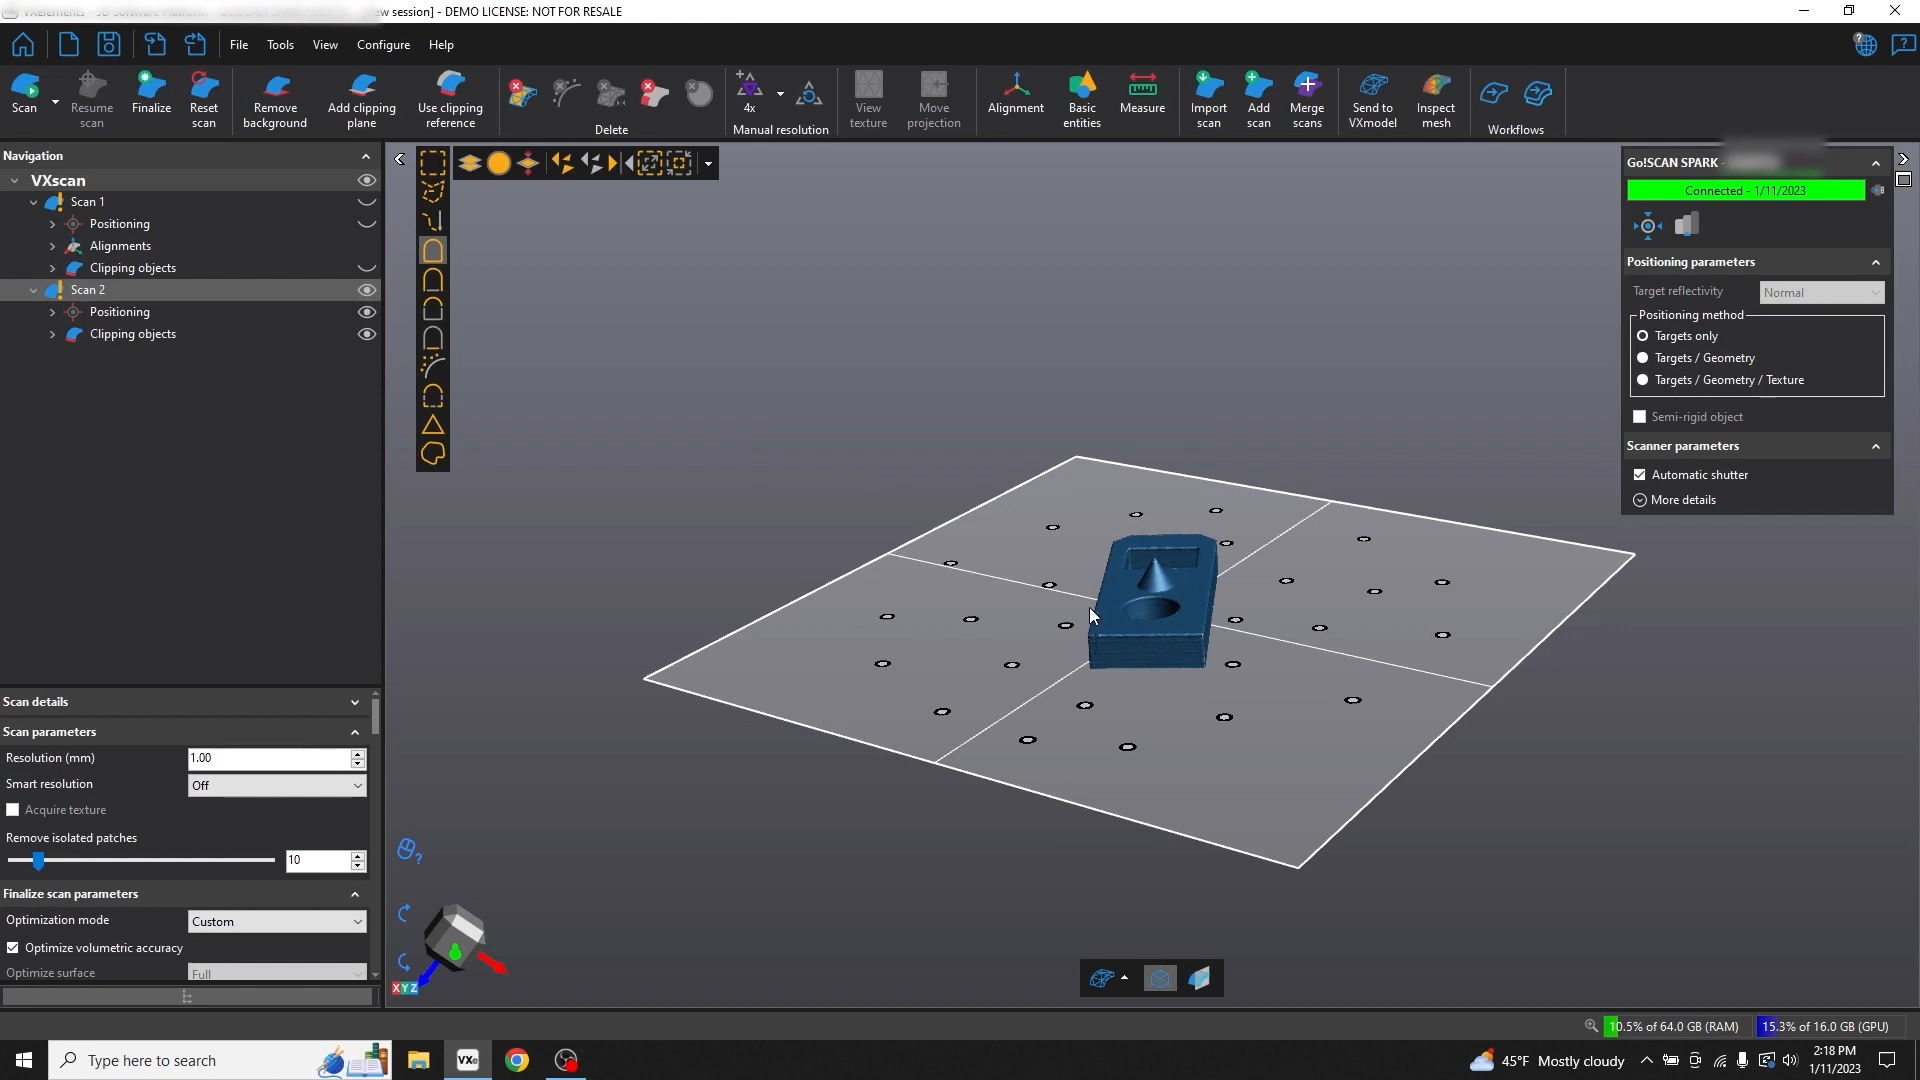 session] - DEMO LICENSE: NOT FOR RESALE
File Tools View Configure Help
Scan
Resume scan
Finalize
Reset scan
Remove background
Add clipping plane
Use clipping reference
Delete
4x
Manual resolution
View texture
Move projection
Alignment
Basic entities
Measure
Import scan
Add scan
Merge scans
Send to VXmodel
Inspect mesh
Workflows
Navigation
VXscan
Scan 1
Positioning
Alignments
Clipping objects
Scan 2
Positioning
Clipping objects
Scan details
Scan parameters
Resolution (mm) 1.00
Smart resolution Off
Acquire texture
Remove isolated patches
10
Finalize scan parameters
Optimization mode Custom
Optimize volumetric accuracy
Optimize surface Full
XYZ
Go!SCAN SPARK -
Connected - 1/11/2023
Positioning parameters
Target reflectivity Normal
Positioning method
Targets only
Targets / Geometry
Targets / Geometry / Texture
Semi-rigid object
Scanner parameters
Automatic shutter
More details
10.5% of 64.0 GB (RAM) 15.3% of 16.0 GB (GPU)
Type here to search
VXe
45°F Mostly cloudy
2:18 PM
1/11/2023